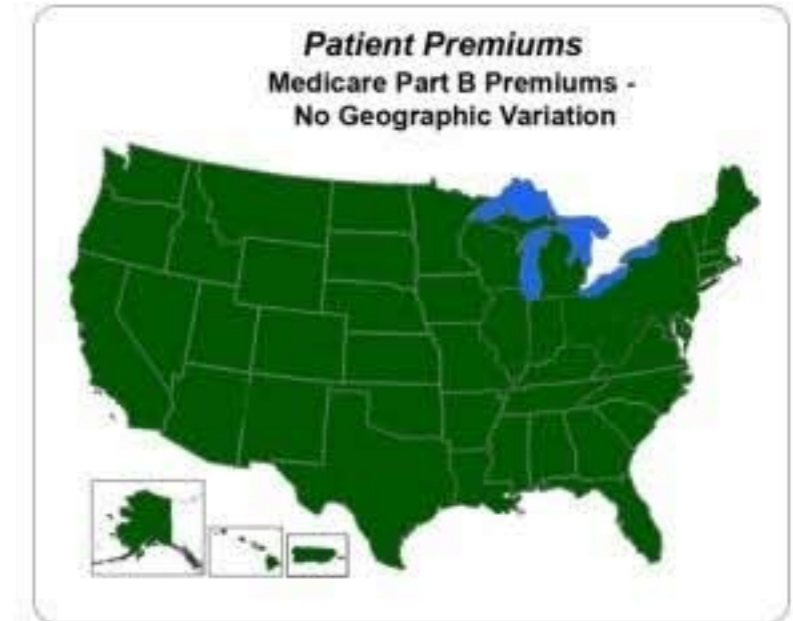 Patient Premiums
Medicare Part B Premiums -
No Geographic Variation